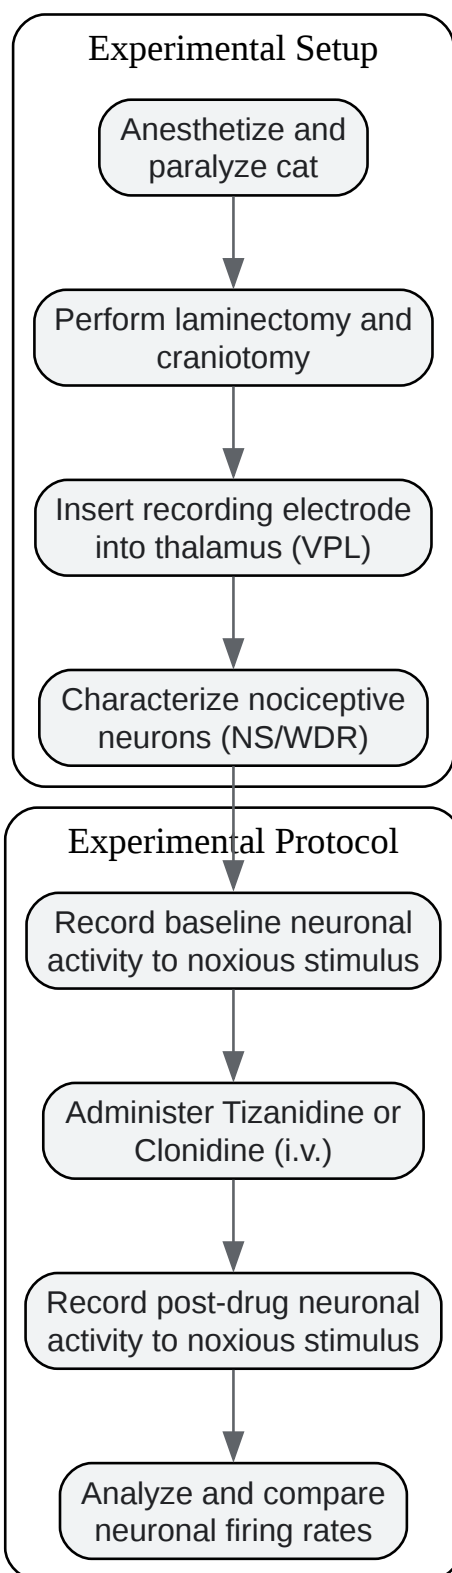 Experimental Setup
Anesthetize and
paralyze cat
Perform laminectomy and
craniotomy
Insert recording electrode
into thalamus (VPL)
Characterize nociceptive
neurons (NS/WDR)
Experimental Protocol
Record baseline neuronal
activity to noxious stimulus
Administer Tizanidine or
Clonidine (i.v.)
Record post-drug neuronal
activity to noxious stimulus
Analyze and compare
neuronal firing rates